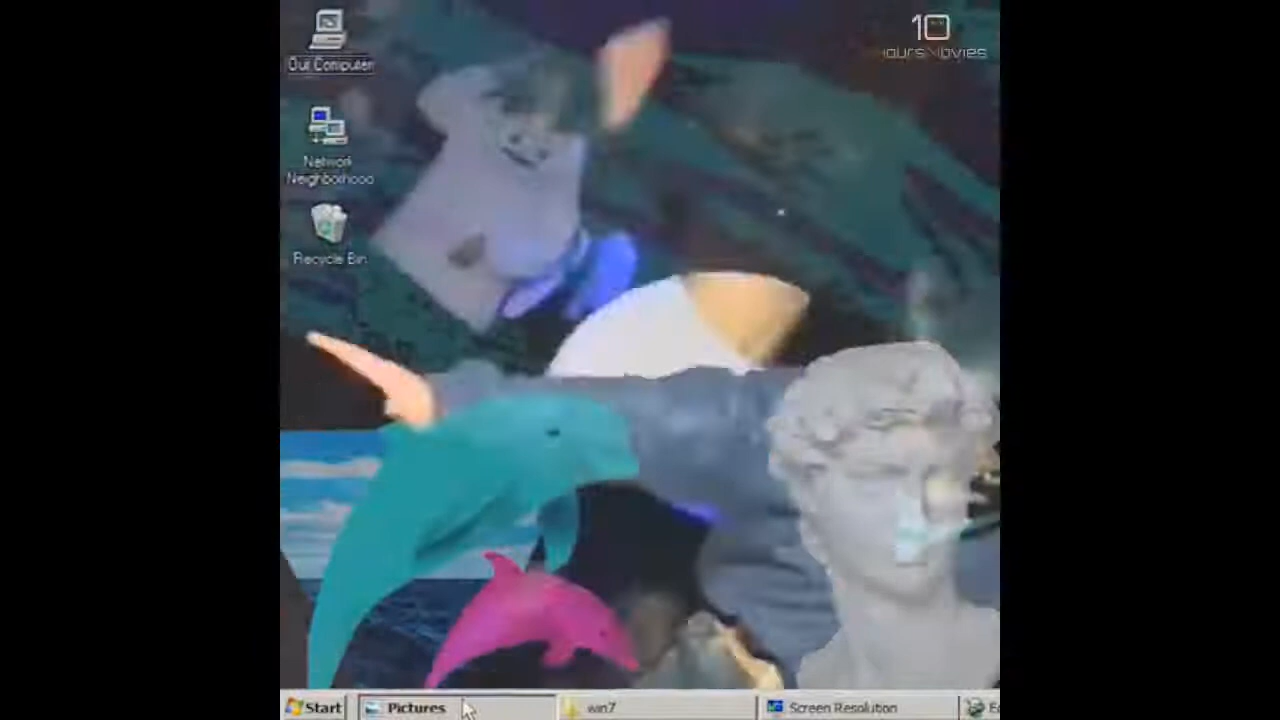 10
Our Computer
Network
Neighborhood
Recycle Bin
Start
Pictures
win7
Screen Resolution